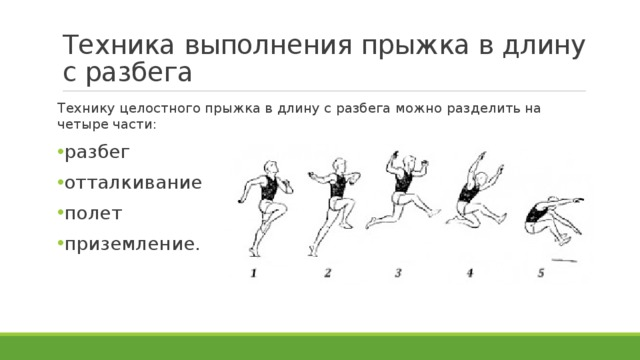 Техника выполнения прыжка в длину
с разбега
Технику целостного прыжка в длину с разбега можно разделить на
четыре части:
•разбег
•отталкивание
•полет
•приземление.
1 2 3 4 5